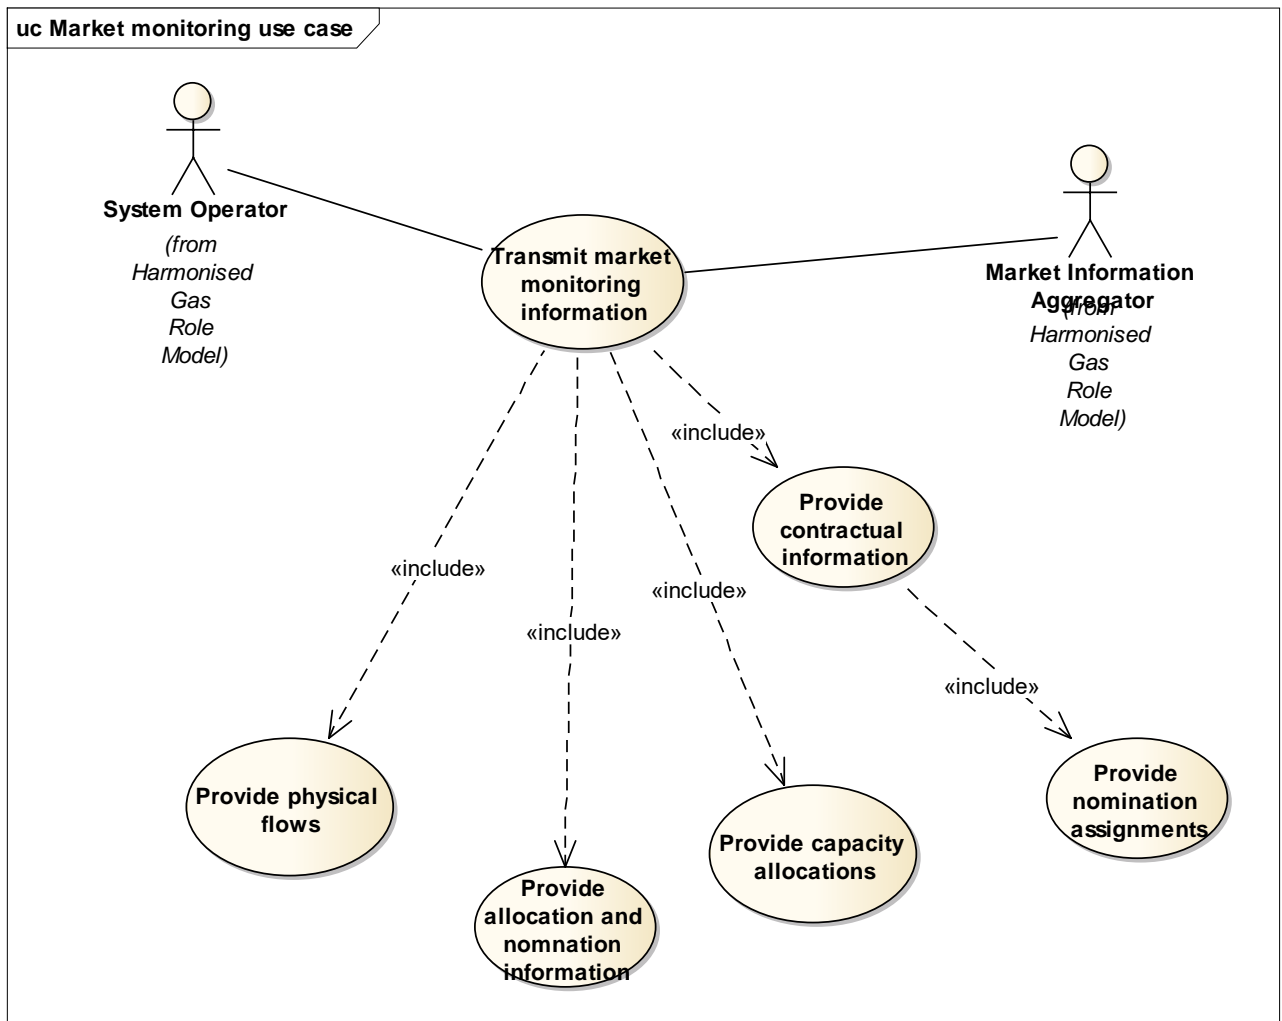 uc Market monitoring use case
System Operator
(from
Harmonised
Gas
Role
Model)
Transmit market
monitoring
information
Market Information
Aggregator
(from
Harmonised
Gas
Role
Model)
«include»
Provide
contractual
information
«include»
«include»
«include»
«include»
Provide physical
flows
Provide
allocation and
nomnation
information
Provide capacity
allocations
Provide
nomination
assignments